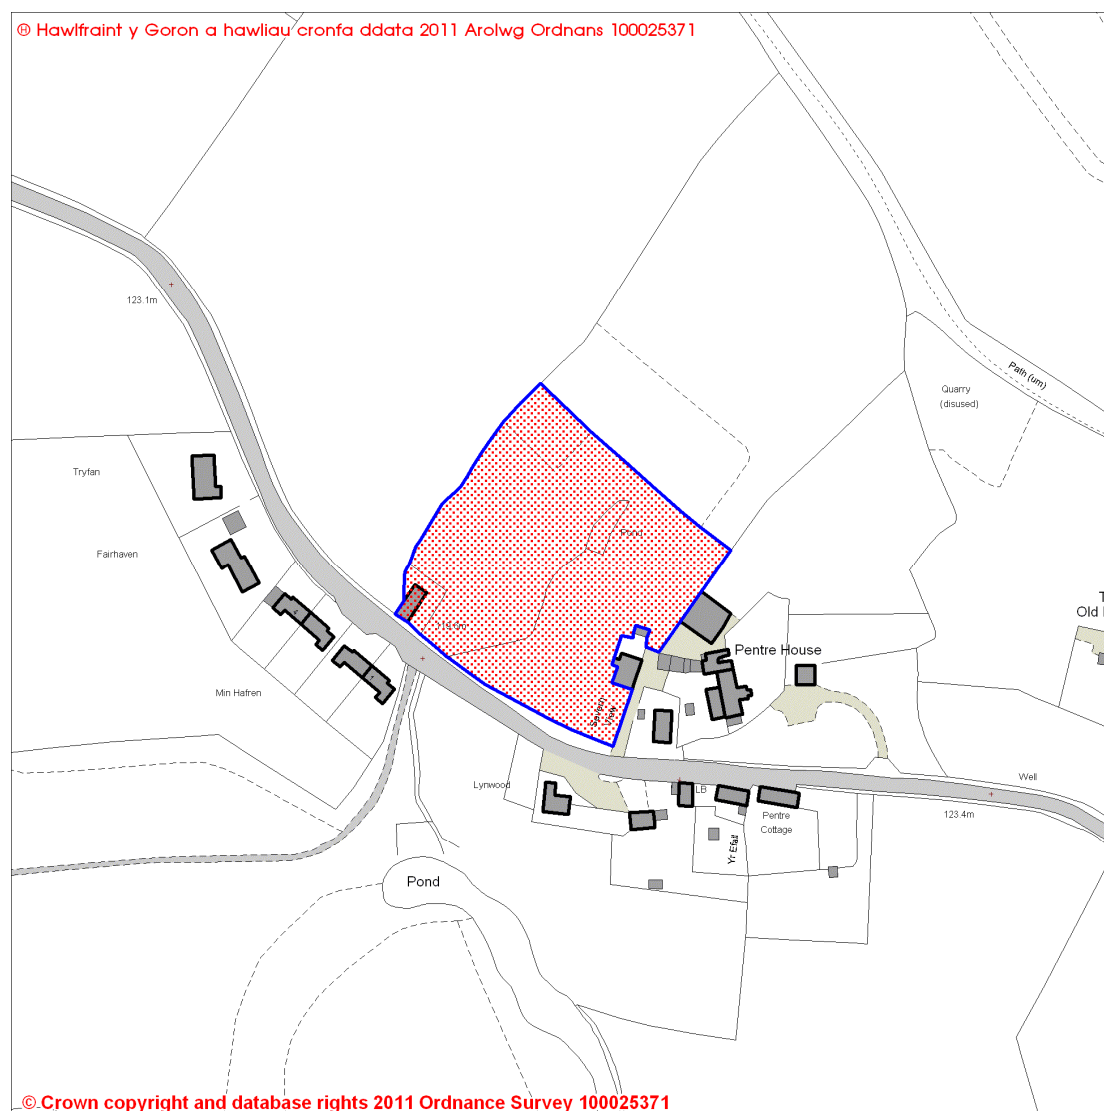 © Hawlfraint y Goron a hawliau cronfa ddata 2011 Arolwg Ordnans 100025371
123.1m
Path (um)
Quarry
(disused)
Tryfan
Pond
Fairhaven
Old
119.8m
Pentre House
Min Hafren
Severn
View
Well
Lynwood
LB
Pentre
Cottage
123.4m
Yr Efail
Pond
© Crown copyright and database rights 2011 Ordnance Survey 100025371